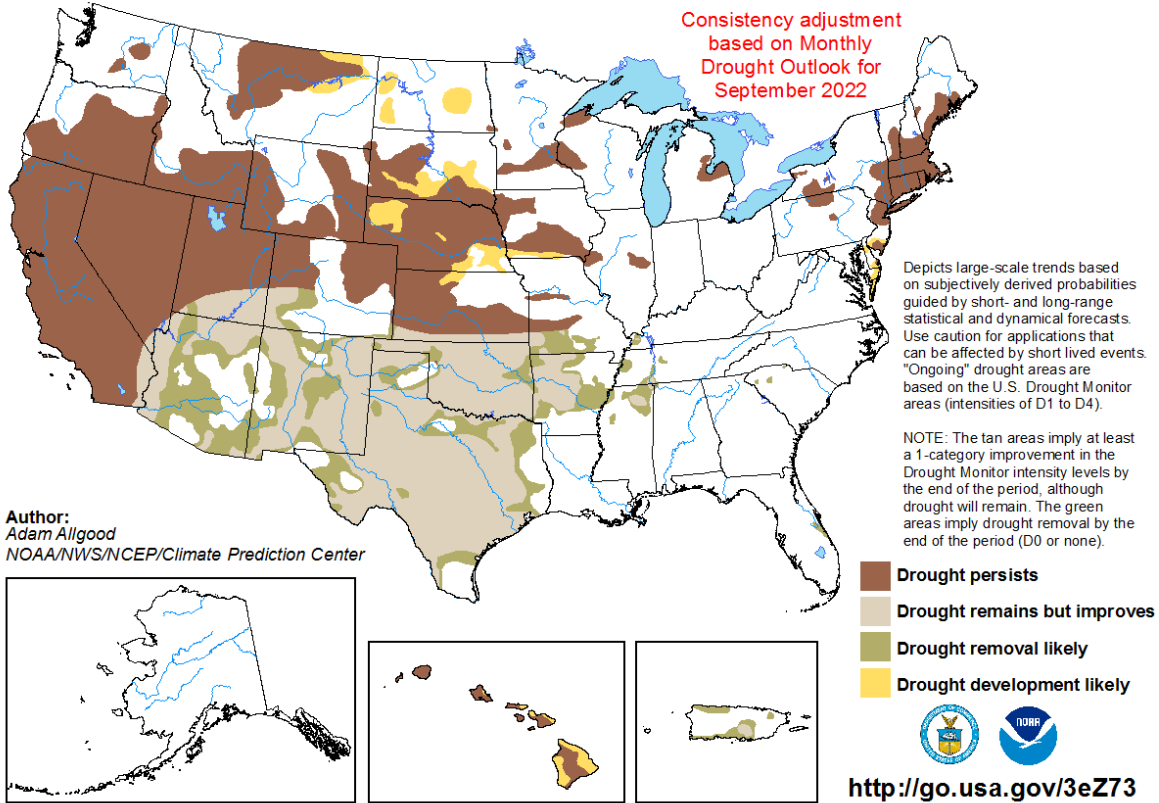 Consistency adjustment
based on Monthly
Drought Outlook for
September 2022
Depicts large-scale trends based
on subjectively derived probabilities
guided by short- and long-range
statistical and dynamical forecasts.
Use caution for applications that
can be affected by short lived events.
"Ongoing" drought areas are
based on the U.S. Drought Monitor
areas (intensities of D1 to D4).
NOTE: The tan areas imply at least
a 1-category improvement in the
Drought Monitor intensity levels by
the end of the period, although
drought will remain. The green
areas imply drought removal by the
end of the period (D0 or none).
Author:
Adam Allgood
NOAA/NWS/NCEP/Climate Prediction Center
Drought persists
Drought remains but improves
Drought removal likely
Drought development likely
NOAA
http://go.usa.gov/3eZ73